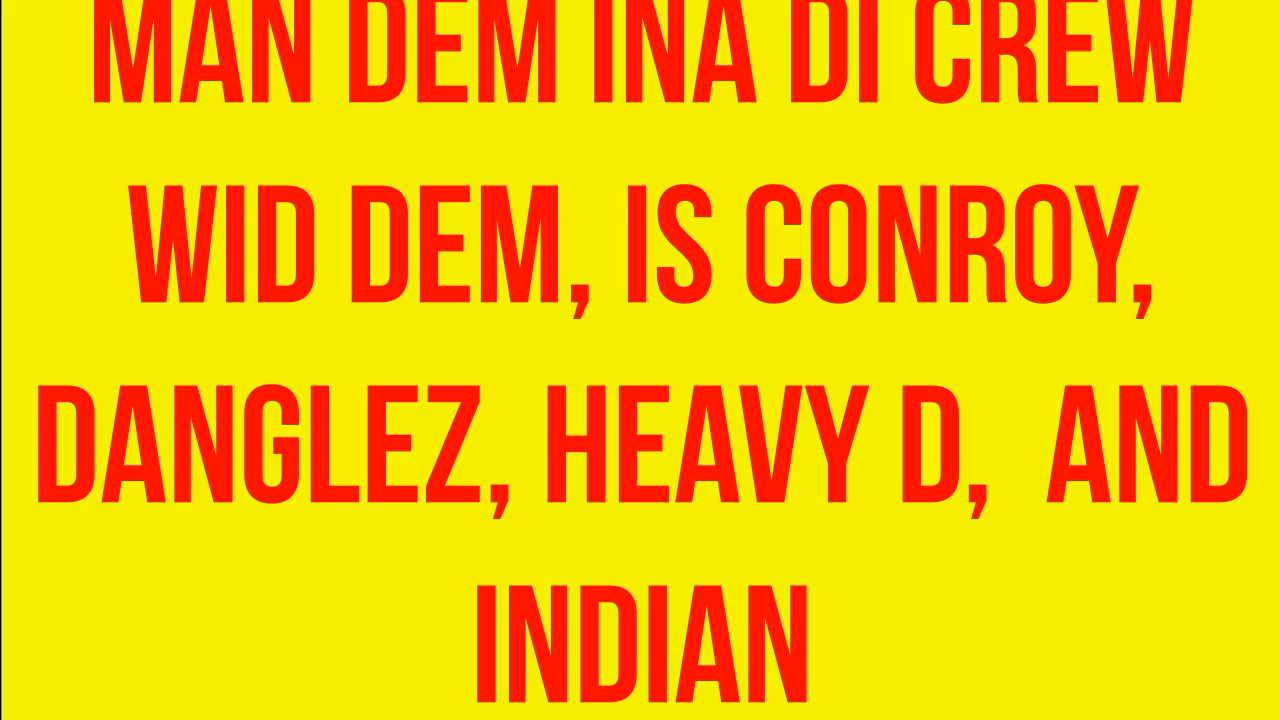 MAN DEM INA DI CREW
WID DEM, IS CONROY,
DANGLEZ, HEAVY D,  AND
INDIAN